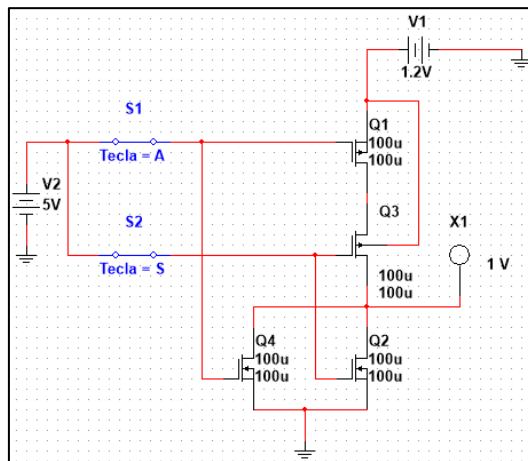 V1
1.2V
S1
Q1
100u
100u
Tecla = A
V2
5V
S2
Q3
X1
1 V
Tecla = S
100u
100u
Q4
100u
100u
Q2
100u
100u